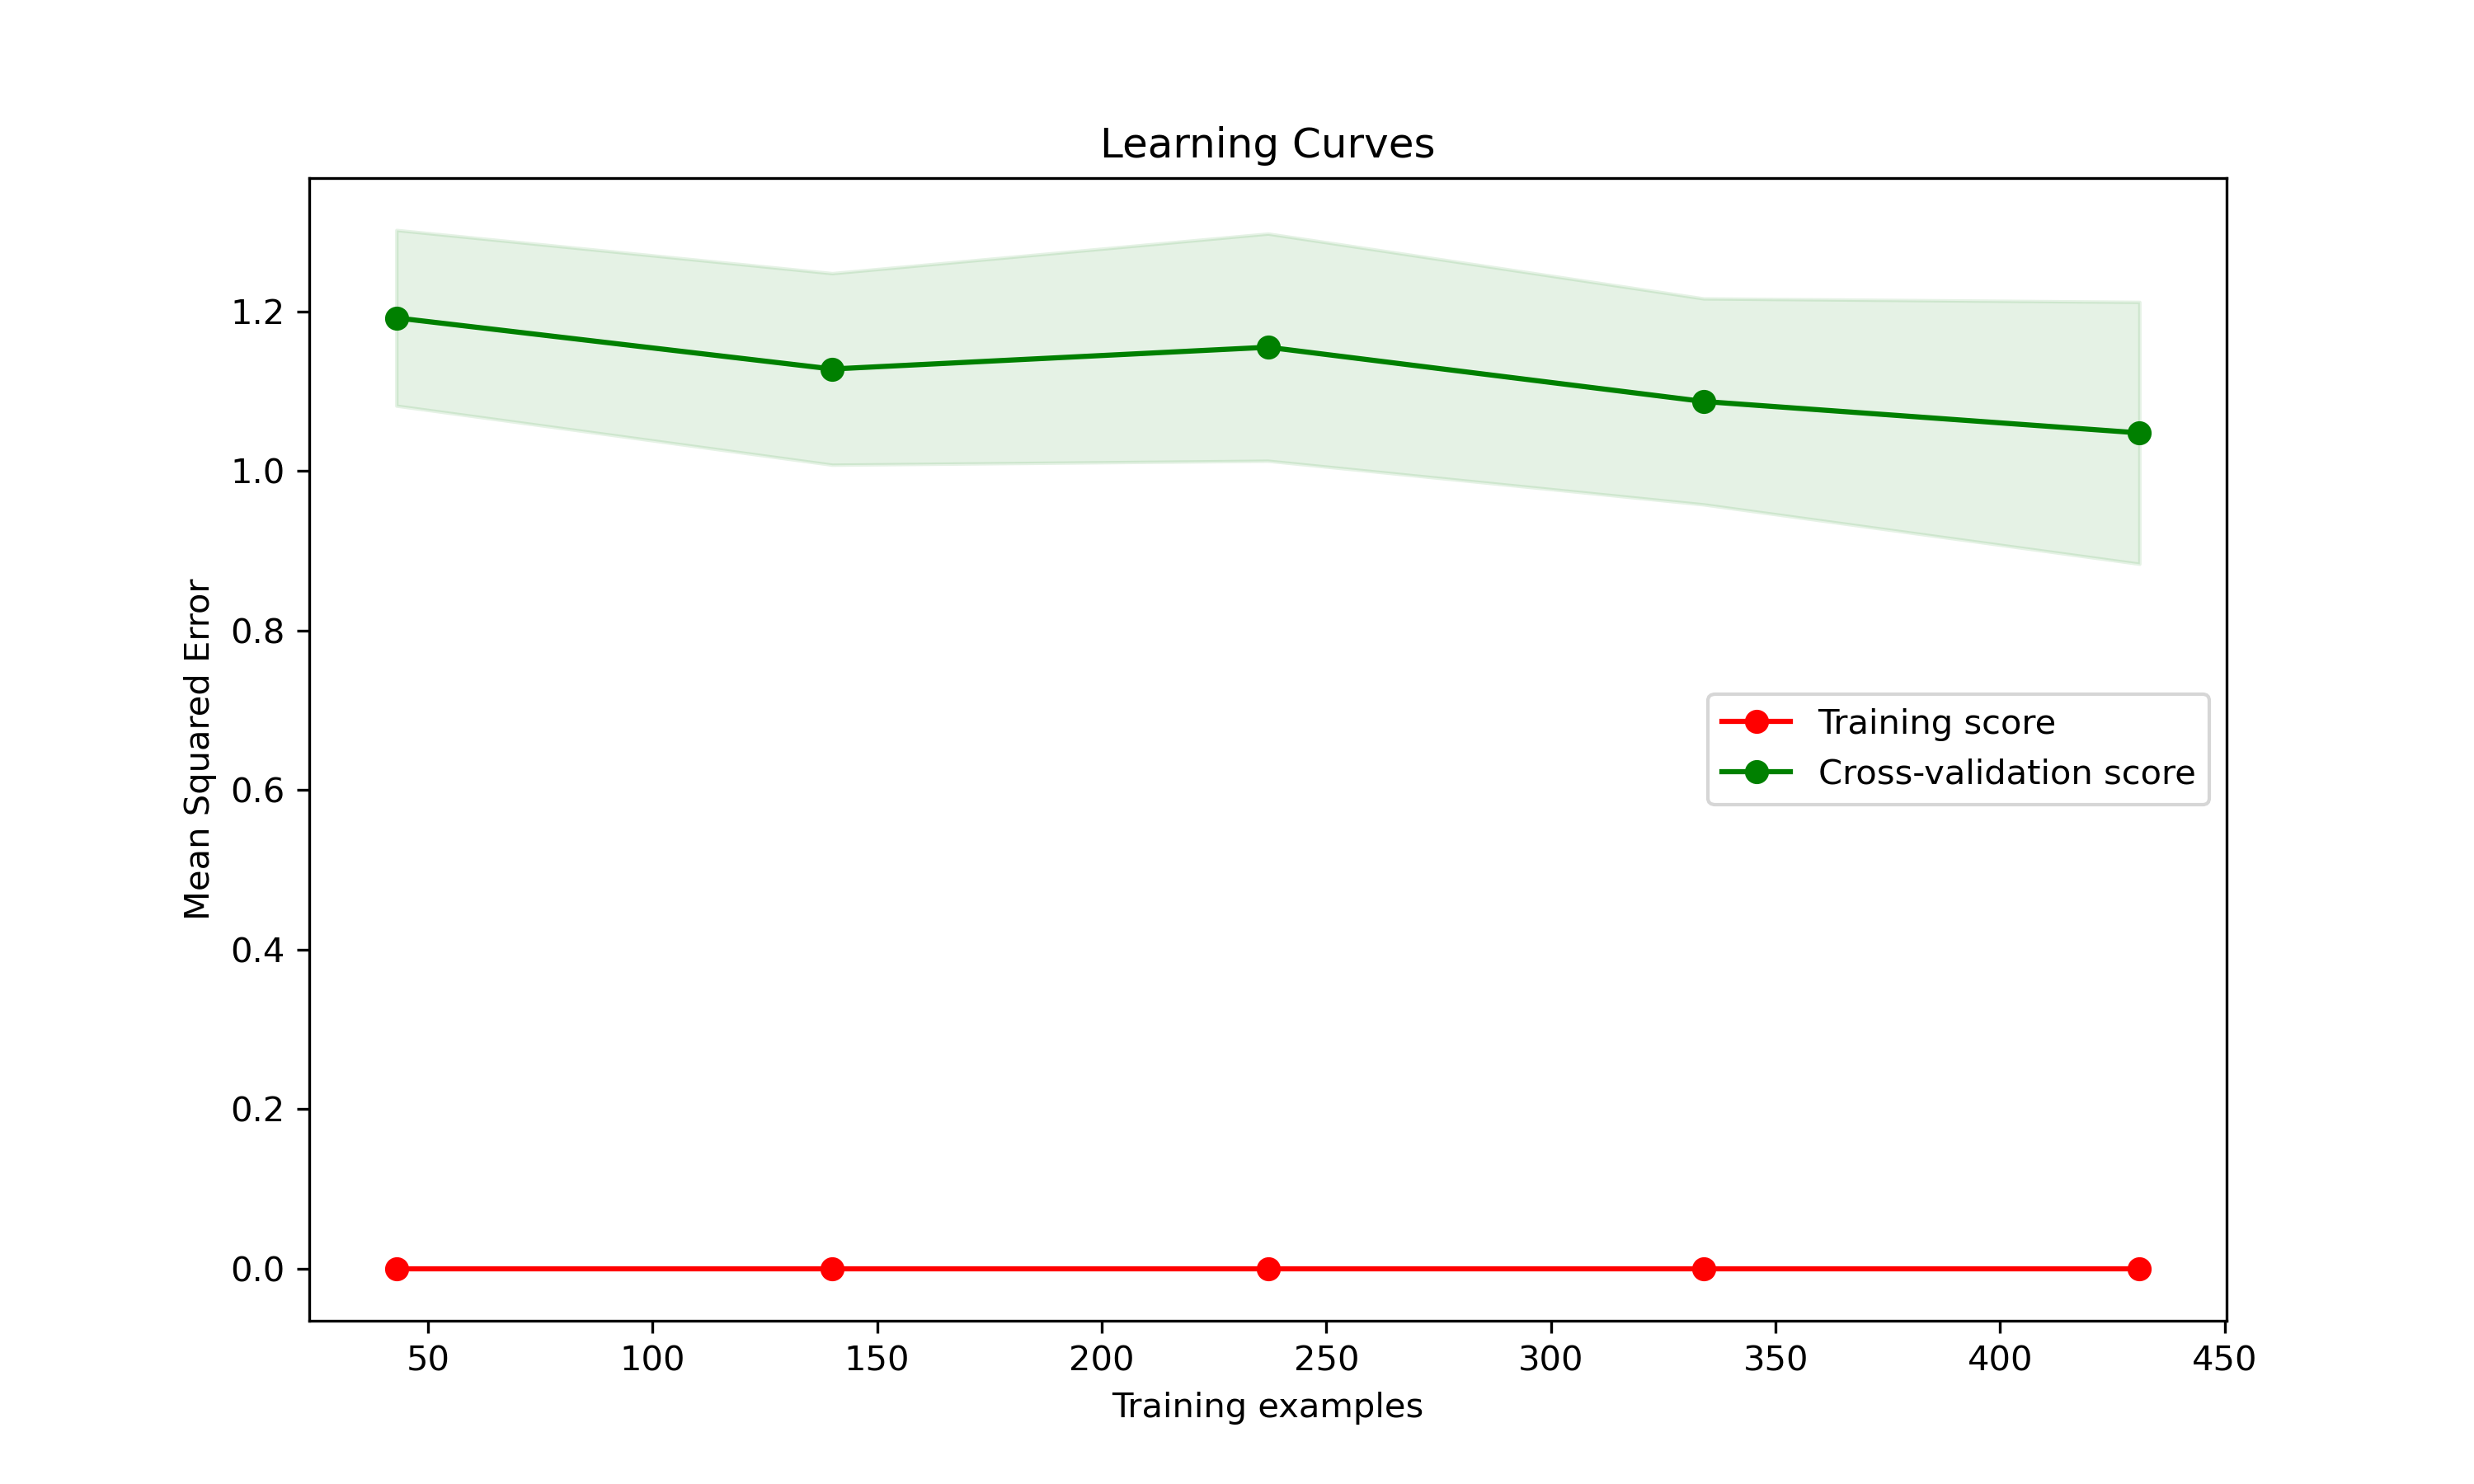 Learning Curves
Mean Squared Error
1.2
1.0
0.8
0.6
0.4
0.2
0.0
Training score
Cross-validation score
50 100 150 200 250 300 350 400 450
Training examples